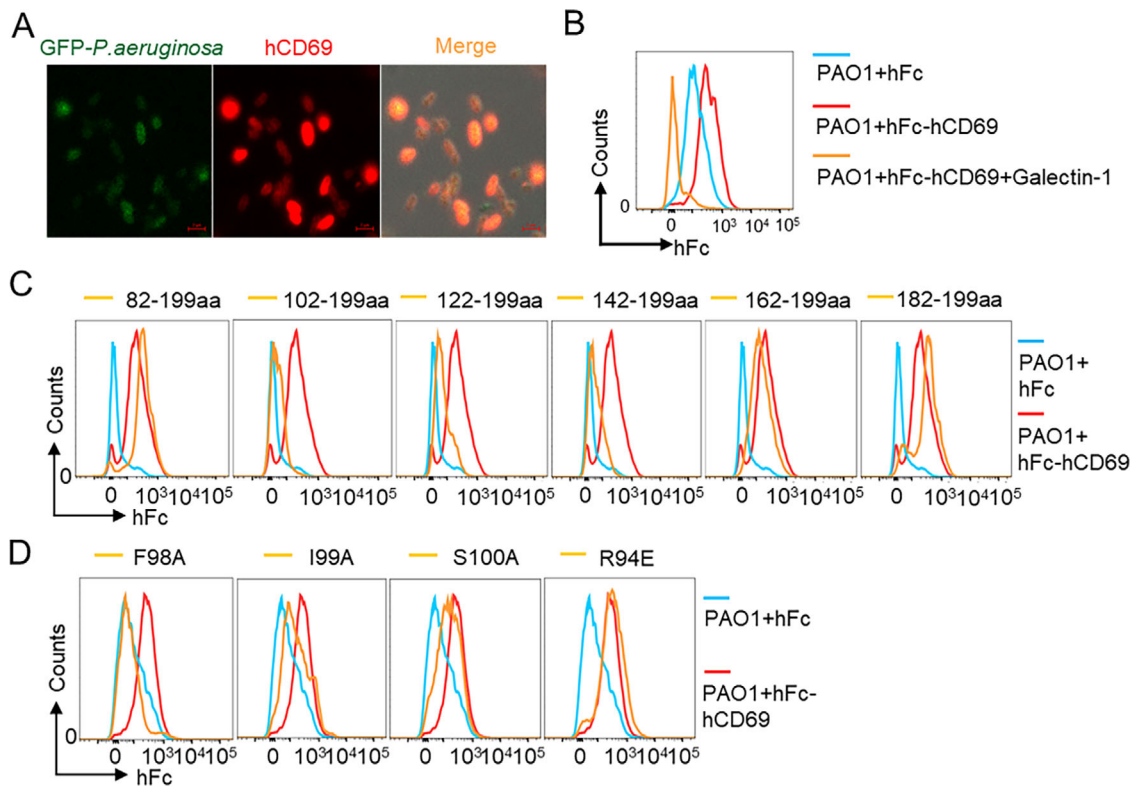 A
GFP-P.aeruginosa hCD69 Merge
B
Counts
0
0 10³ 10⁴ 10⁵
hFc
PAO1+hFc
PAO1+hFc-hCD69
PAO1+hFc-hCD69+Galectin-1
C
82-199aa 102-199aa 122-199aa 142-199aa 162-199aa 182-199aa
Counts
0
0 10³10⁴10⁵ 0 10³10⁴10⁵ 0 10³10⁴10⁵ 0 10³10⁴10⁵ 0 10³10⁴10⁵ 0 10³10⁴10⁵
hFc
PAO1+
hFc
PAO1+
hFc-hCD69
D
F98A I99A S100A R94E
Counts
0
0 10³10⁴10⁵ 0 10³10⁴10⁵ 0 10³10⁴10⁵ 0 10³10⁴10⁵
hFc
PAO1+hFc
PAO1+hFc-
hCD69